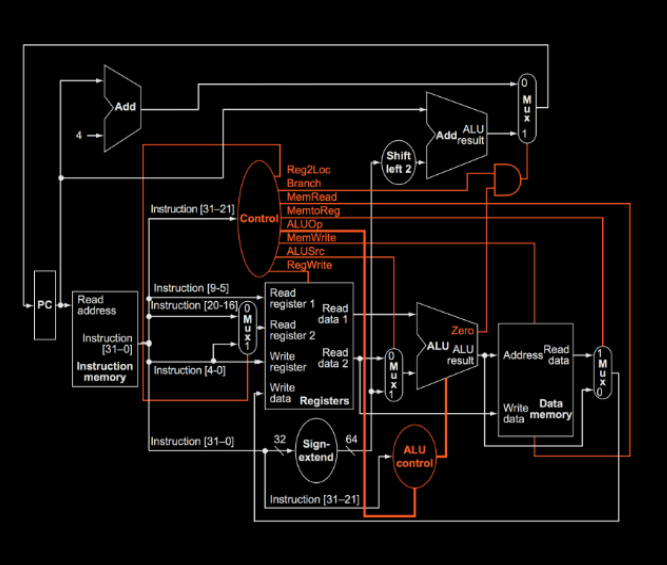 Add
4
0
M
u
x
1
Add
ALU
result
Shift
left 2
Reg2Loc
Branch
MemRead
MemtoReg
ALUOp
MemWrite
ALUSrc
RegWrite
Control
Instruction [31–21]
PC
Read
address
Instruction
[31–0]
Instruction
memory
Instruction [9-5]
Instruction [20-16]
Instruction [4-0]
0
M
u
x
1
Read
register 1
Read
register 2
Write
register
Write
data
Read
data 1
Read
data 2
Registers
0
M
u
x
1
Zero
ALU
ALU
result
Address
Read
data
Write
data
Data
memory
1
M
u
x
0
Instruction [31–0]
32
Sign-
extend
64
ALU
control
Instruction [31–21]